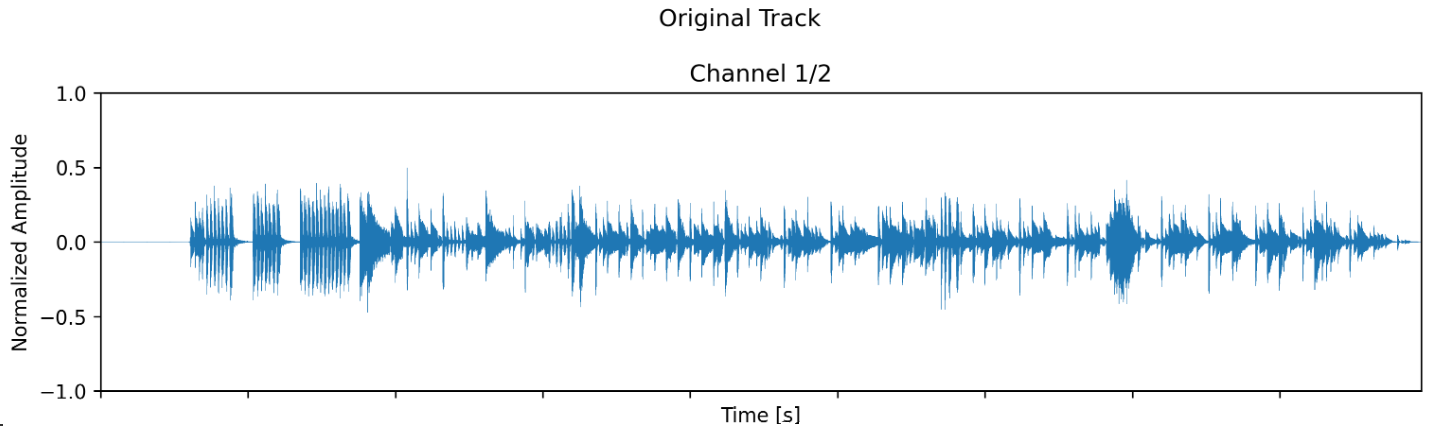 Original Track
Channel 1/2
1.0
0.5
0.0
−0.5
−1.0
Normalized Amplitude
Time [s]